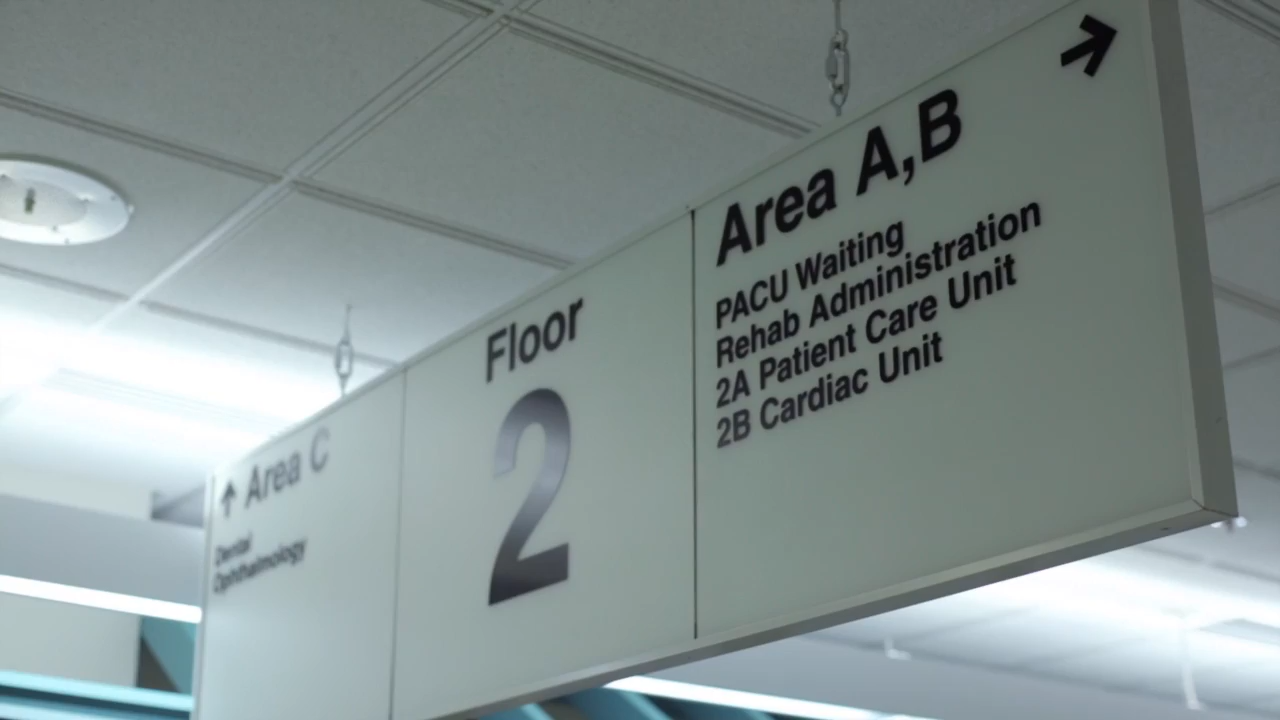 Area C
Dental
Ophthalmology
Floor
2
Area A,B
PACU Waiting
Rehab Administration
2A Patient Care Unit
2B Cardiac Unit